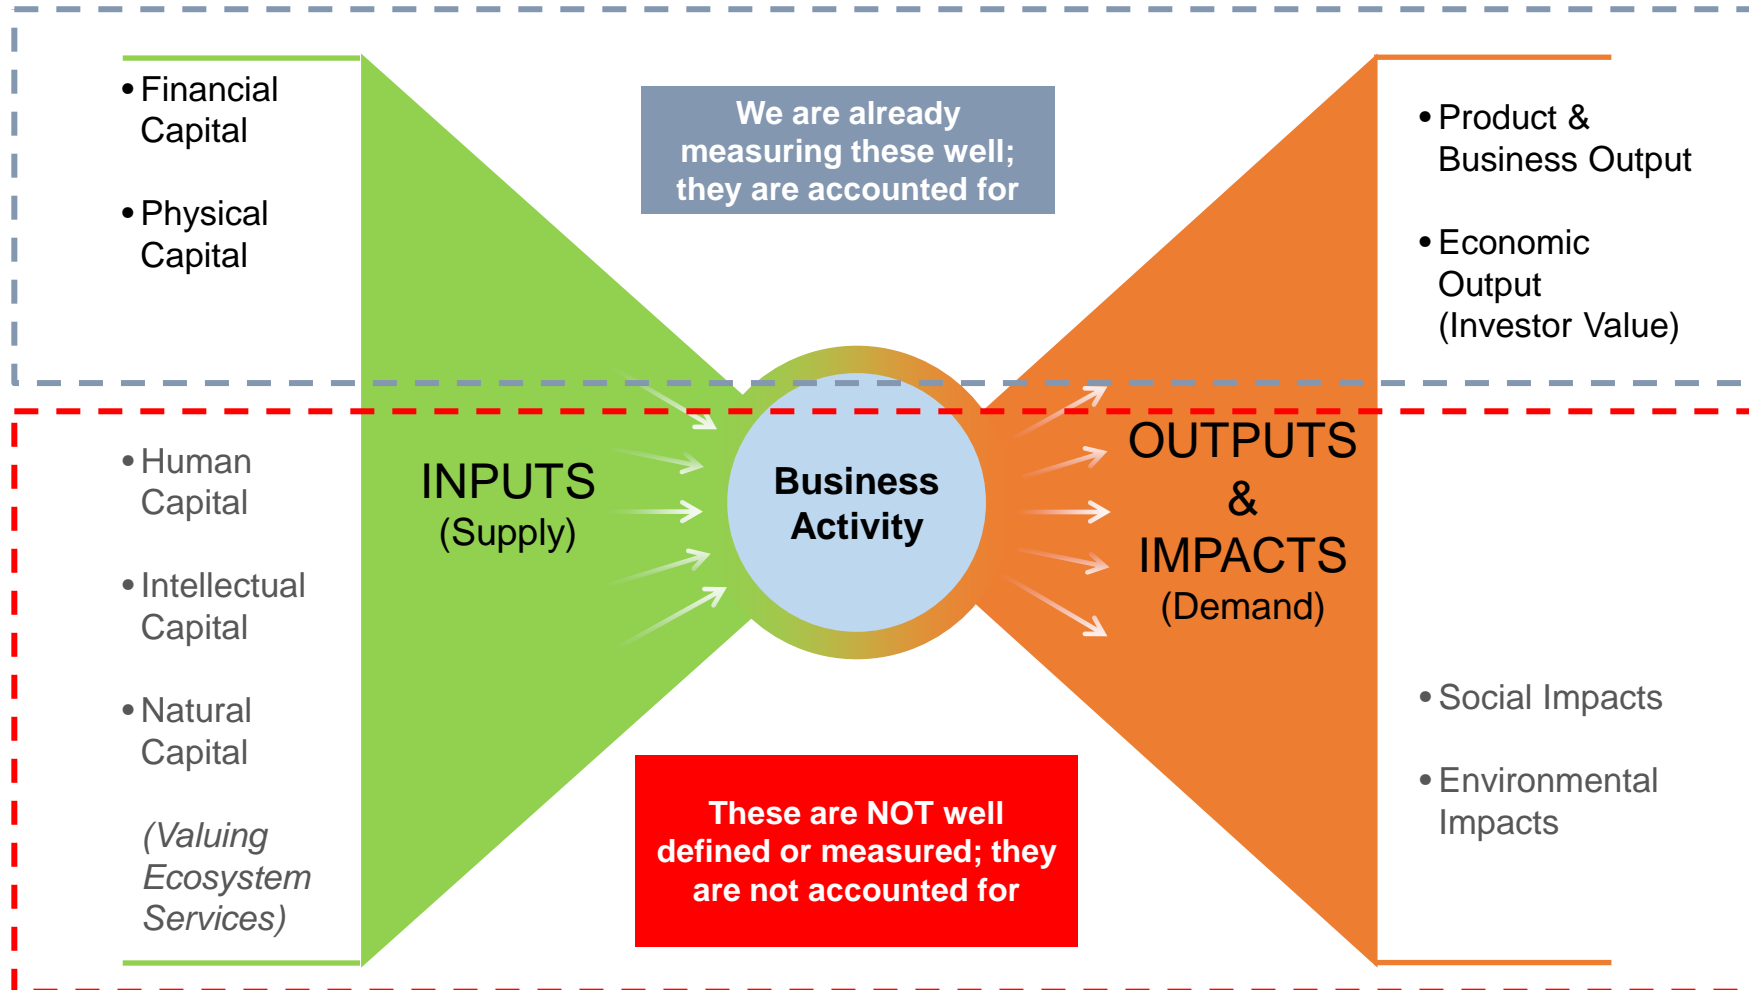 • Financial
Capital
• Physical
Capital
We are already
measuring these well;
they are accounted for
• Product &
Business Output
• Economic
Output
(Investor Value)
• Human
Capital
• Intellectual
Capital
• Natural
Capital
(Valuing
Ecosystem
Services)
INPUTS
(Supply)
Business
Activity
OUTPUTS
&
IMPACTS
(Demand)
These are NOT well
defined or measured; they
are not accounted for
• Social Impacts
• Environmental
Impacts